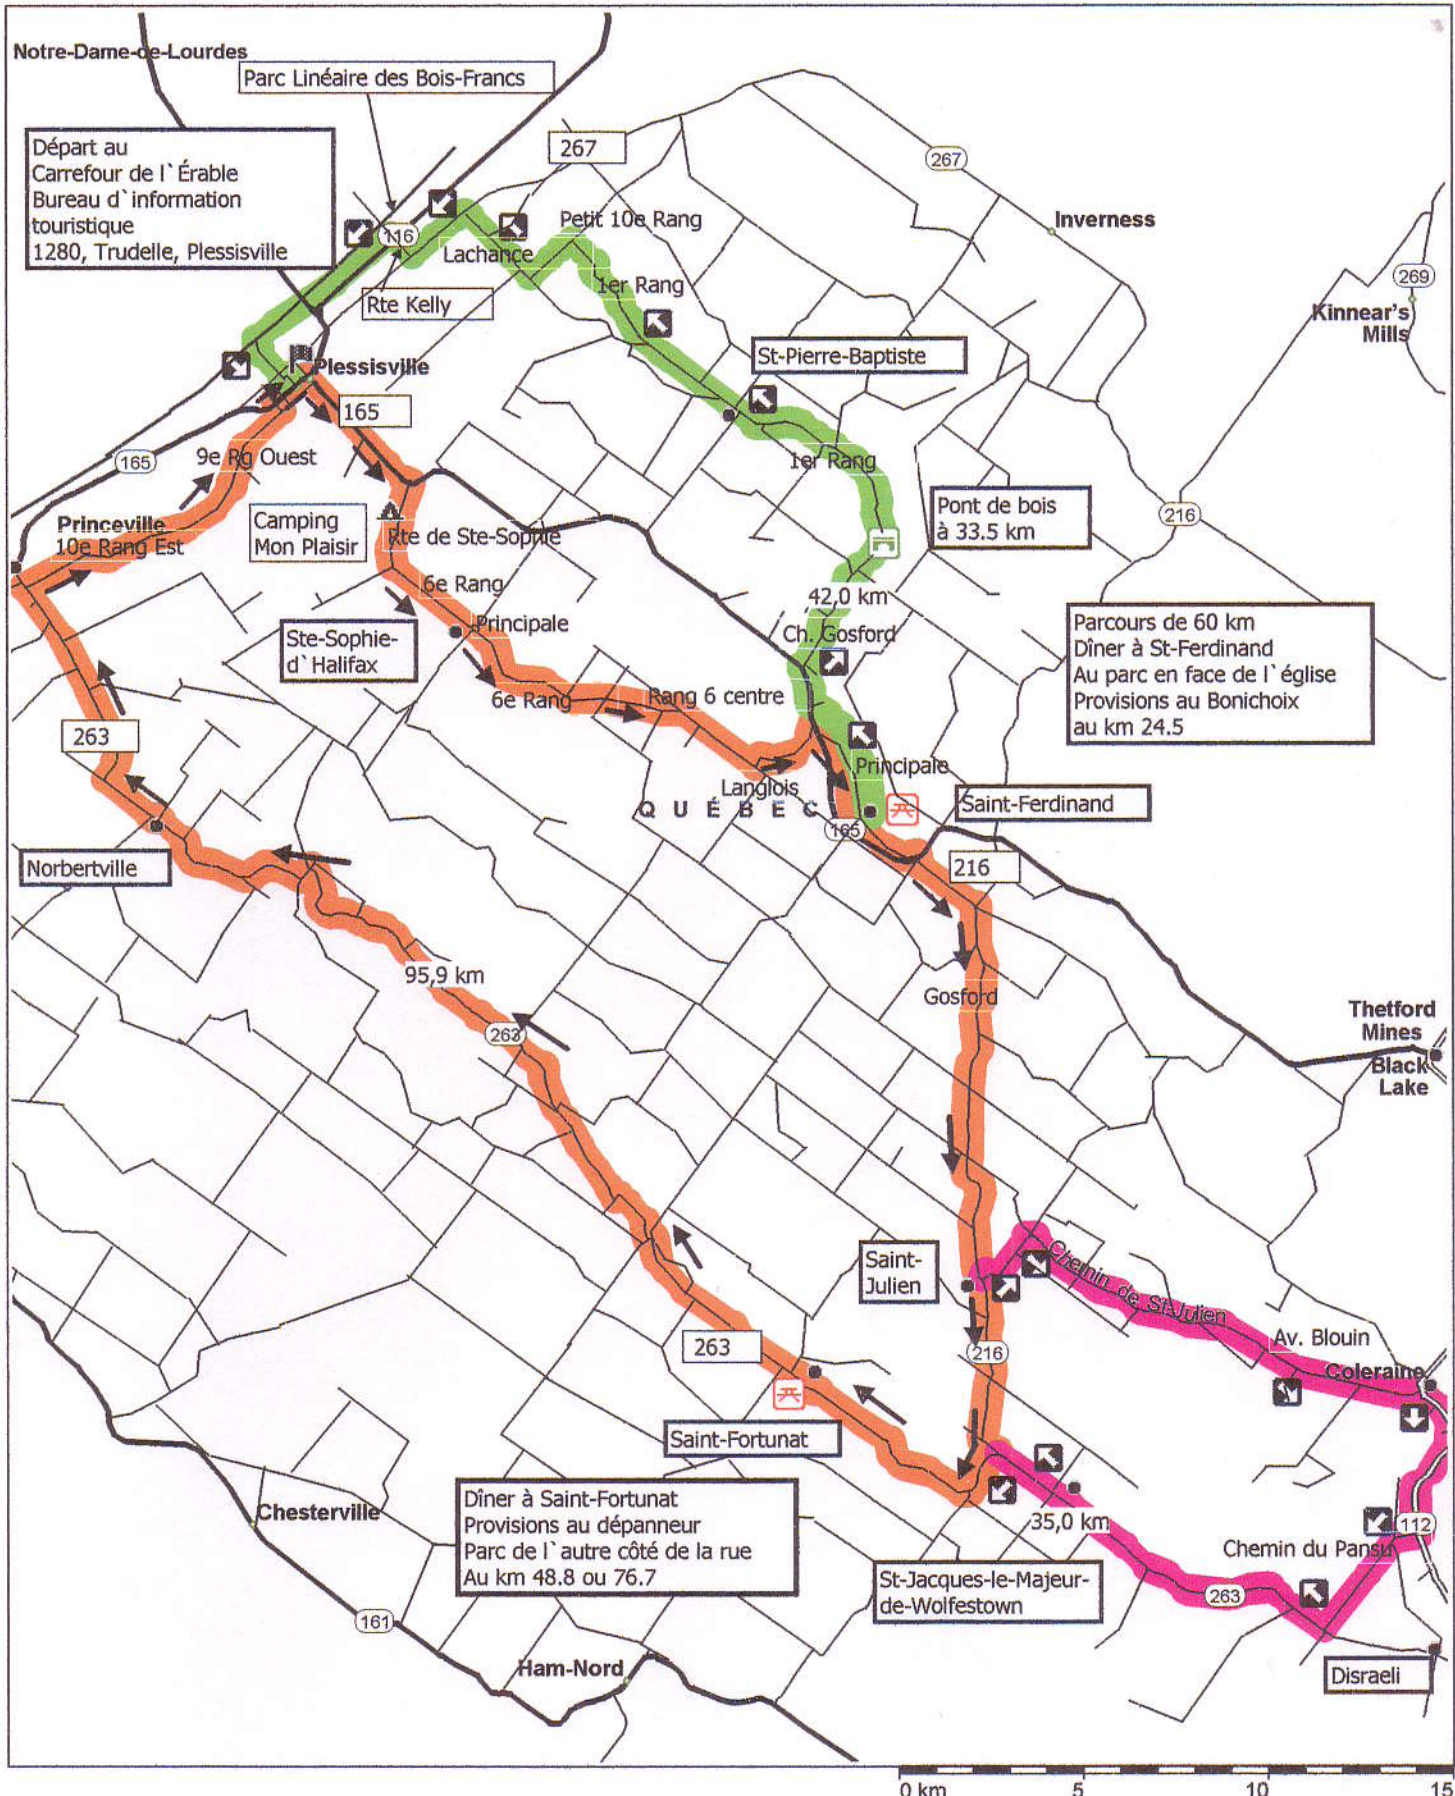 Notre-Dame-de-Lourdes
Parc Linéaire des Bois-Francs
Départ au
Carrefour de l`Érable
Bureau d`information
touristique
1280, Trudelle, Plessisville
267
267
Inverness
269
Kinnear's
Mills
116
Lachance
Petit 10e Rang
Rte Kelly
1er Rang
St-Pierre-Baptiste
Plessisville
165
165
9e Rg Ouest
1er Rang
Pont de bois
à 33.5 km
216
Princeville
10e Rang Est
Camping
Mon Plaisir
Rte de Ste-Sophie
6e Rang
42,0 km
Ch. Gosford
Principale
Ste-Sophie-
d`Halifax
Parcours de 60 km
Dîner à St-Ferdinand
Au parc en face de l`église
Provisions au Bonichoix
au km 24.5
6e Rang
Rang 6 centre
263
Principale
Langlois
QUÉBEC
Saint-Ferdinand
165
Norbertville
216
95,9 km
Gosford
263
Thetford
Mines
Black
Lake
Saint-
Julien
Chemin de St-Julien
Av. Blouin
216
263
Coleraine
Saint-Fortunat
Chesterville
Dîner à Saint-Fortunat
Provisions au dépanneur
Parc de l`autre côté de la rue
Au km 48.8 ou 76.7
35,0 km
112
Chemin du Pansu
St-Jacques-le-Majeur-
de-Wolfestown
263
161
Ham-Nord
Disraeli
0 km 5 10 15